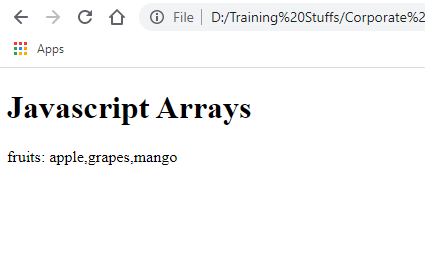 File | D:/Training%20Stuffs/Corporate%2
Apps
Javascript Arrays
fruits: apple,grapes,mango